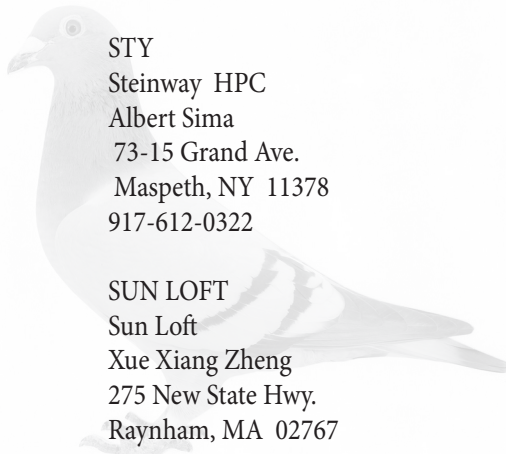 STY
Steinway HPC
Albert Sima
73-15 Grand Ave.
Maspeth, NY 11378
917-612-0322
SUN LOFT
Sun Loft
Xue Xiang Zheng
275 New State Hwy.
Raynham, MA 02767